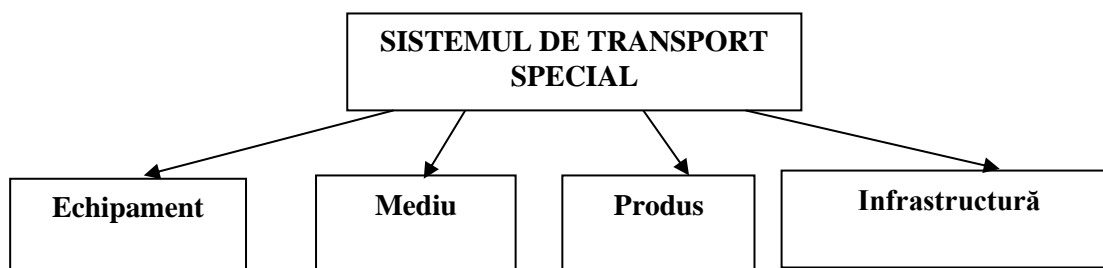 SISTEMUL DE TRANSPORT
SPECIAL
Echipament
Mediu
Produs
Infrastructură